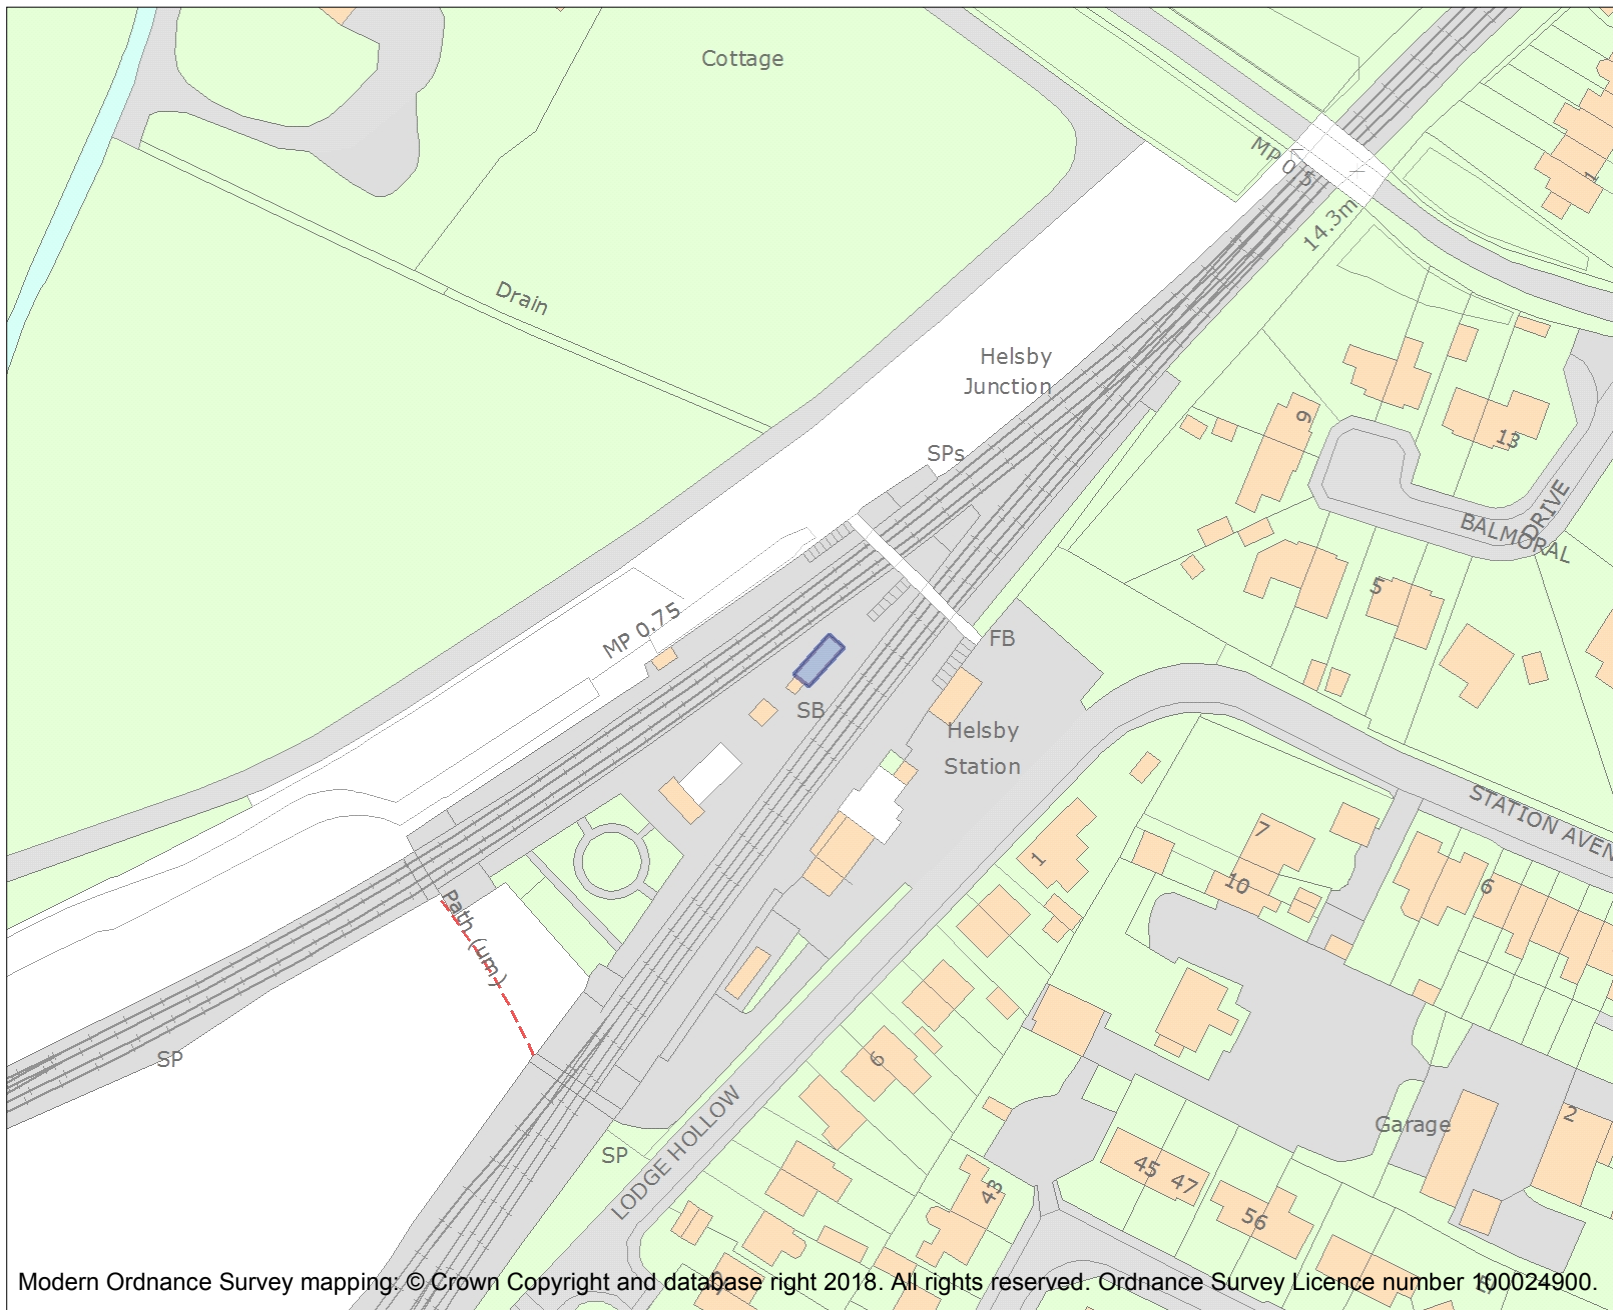 Cottage
MP 0.5
14.3m
Drain
Helsby
Junction
SPs
9
13
DRIVE
BALMORAL
5
MP 0.75
FB
SB
Helsby
Station
STATION AVEN
7
10
1
6
Path (um)
SP
6
Garage
2
SP
LODGE HOLLOW
43
45 47
56
1
Modern Ordnance Survey mapping: © Crown Copyright and database right 2018. All rights reserved. Ordnance Survey Licence number 100024900.